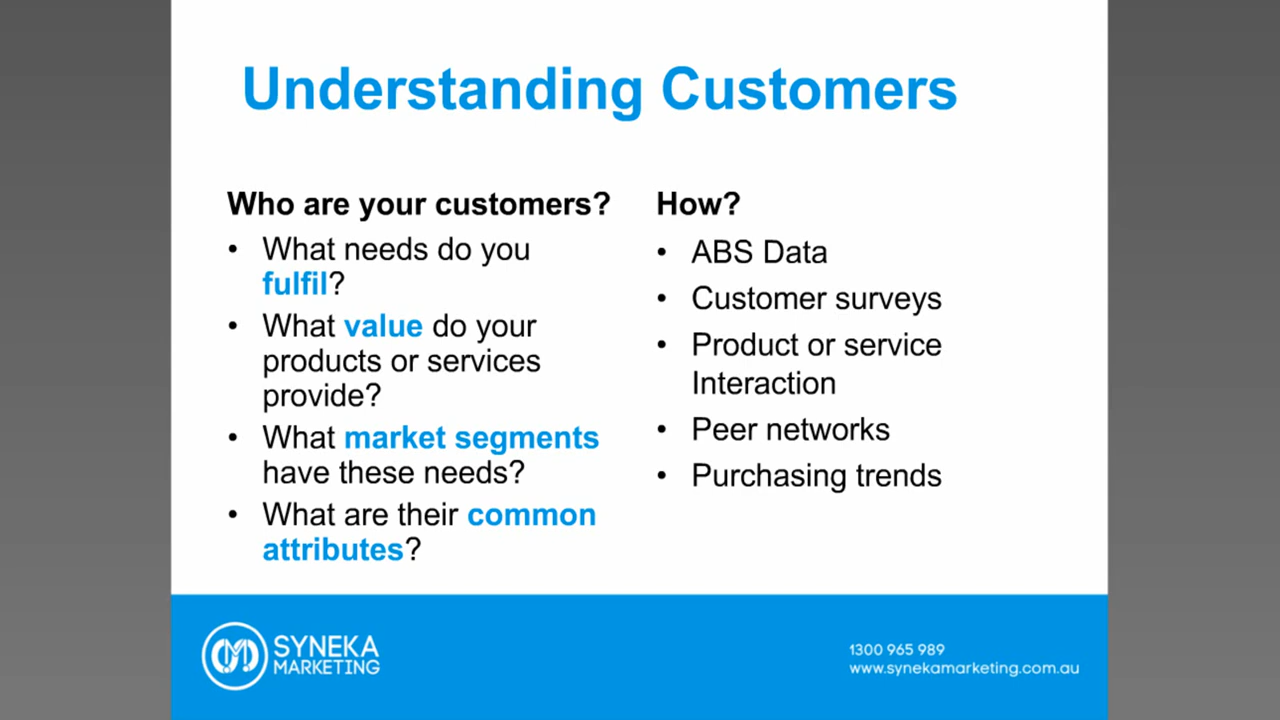 Understanding Customers
Who are your customers?
• What needs do you
fulfil?
• What value do your
products or services
provide?
• What market segments
have these needs?
• What are their common
attributes?
How?
• ABS Data
• Customer surveys
• Product or service
Interaction
• Peer networks
• Purchasing trends
SYNEKA
MARKETING
1300 965 989
www.synekamarketing.com.au